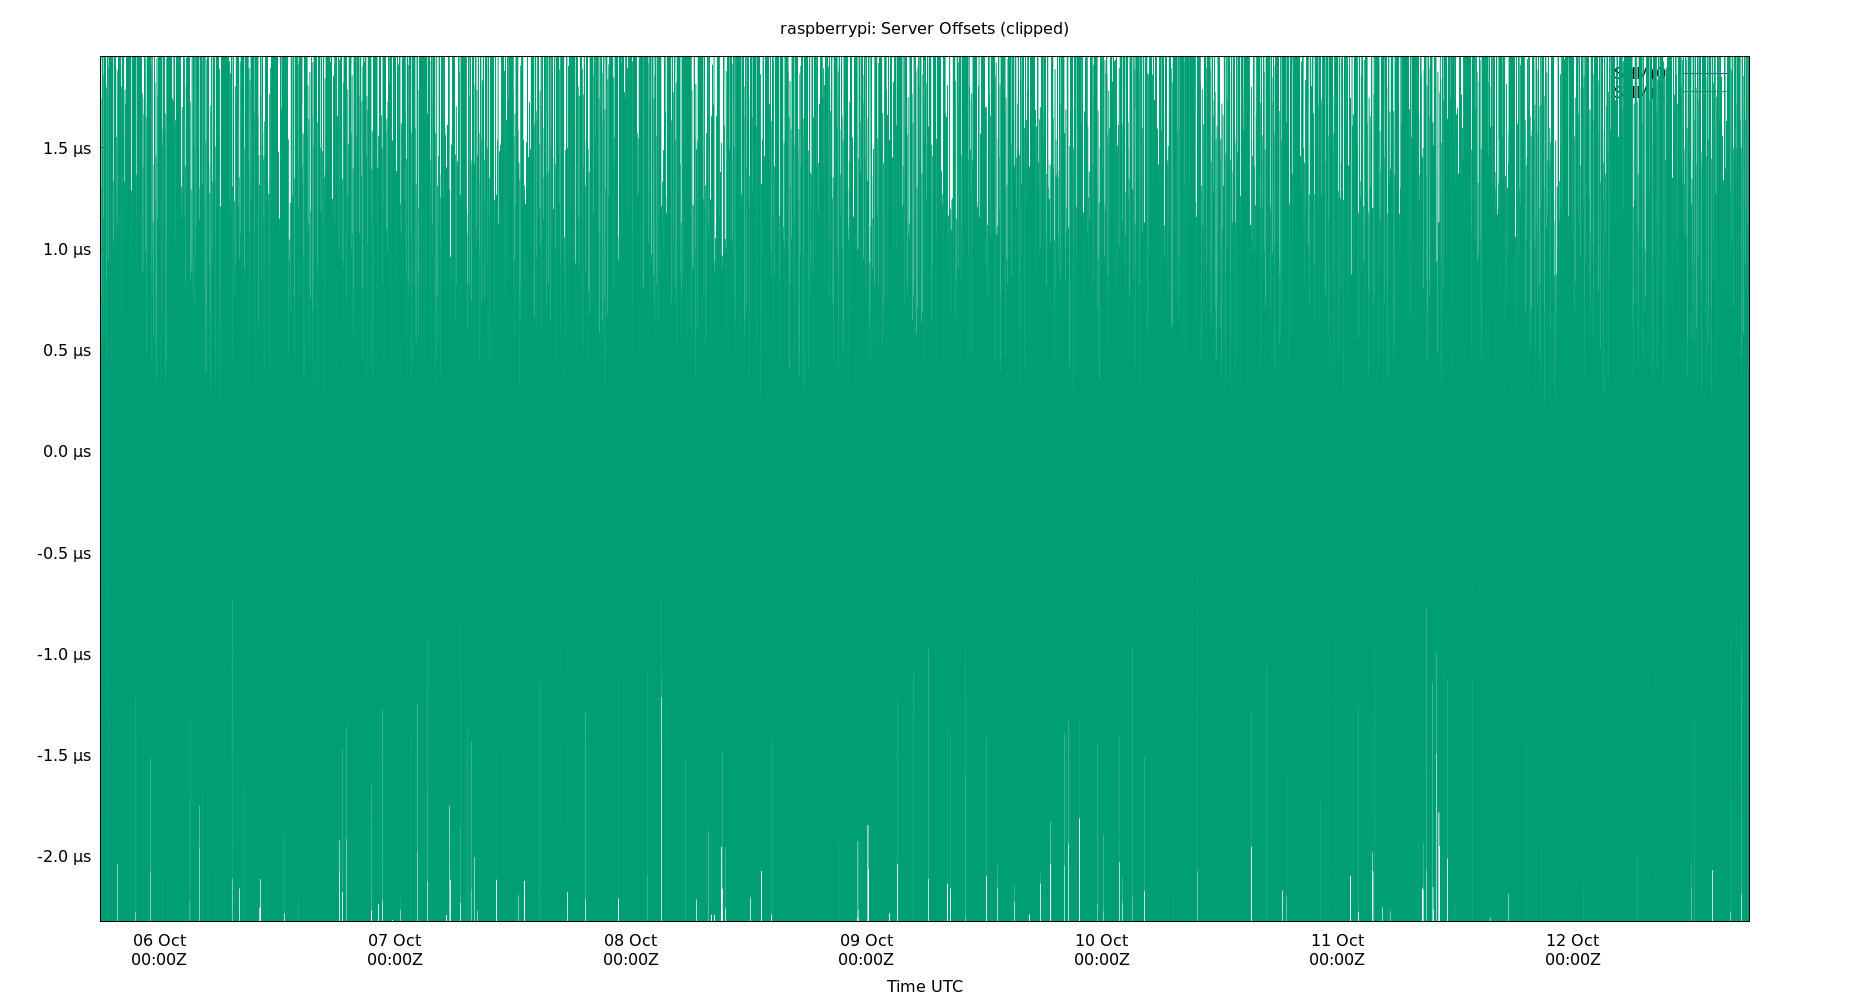 raspberrypi: Server Offsets (clipped)
1.5 µs
1.0 µs
0.5 µs
0.0 µs
-0.5 µs
-1.0 µs
-1.5 µs
-2.0 µs
06 Oct 07 Oct 08 Oct 09 Oct 10 Oct 11 Oct 12 Oct
00:00Z 00:00Z 00:00Z 00:00Z 00:00Z 00:00Z 00:00Z
Time UTC